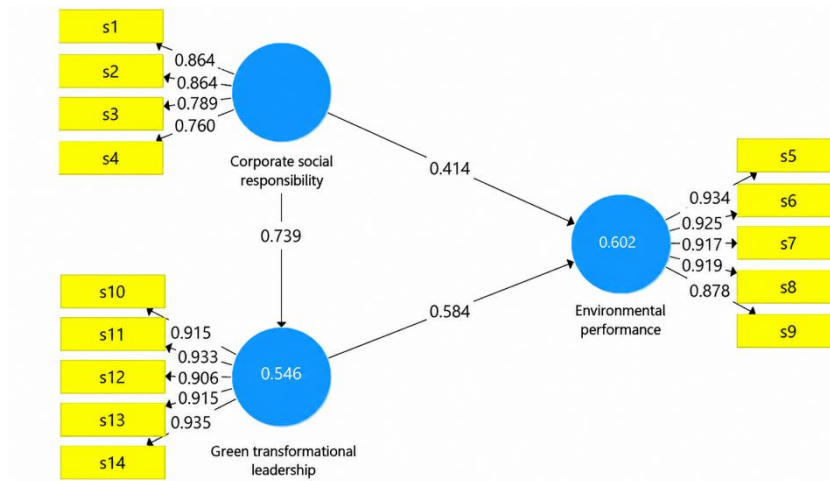 s1
s2
s3
s4
0.864
0.864
0.789
0.760
Corporate social
responsibility
0.414
0.739
s5
s6
s7
s8
s9
0.934
0.925
0.917
0.919
0.878
0.602
Environmental
performance
0.584
s10
s11
s12
s13
s14
0.915
0.933
0.906
0.915
0.935
0.546
Green transformational
leadership